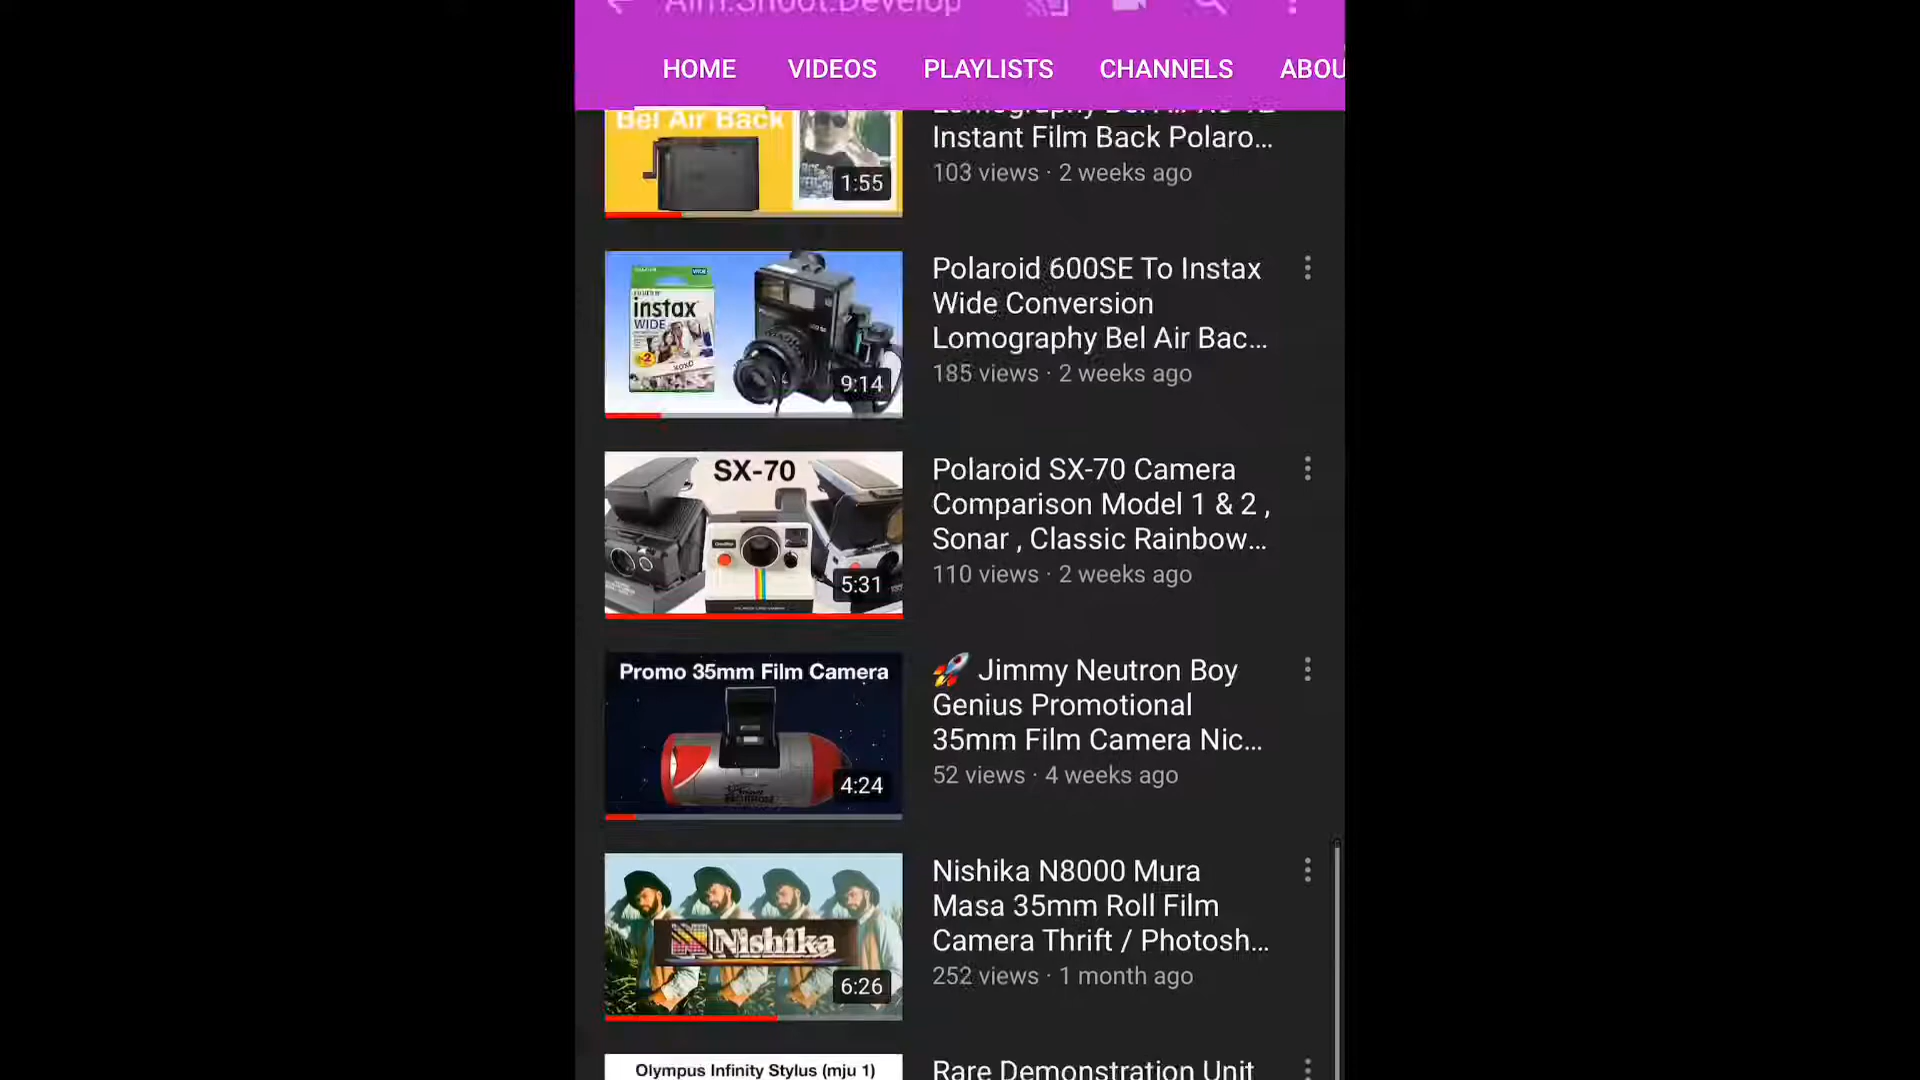 Aim.Shoot.Develop
HOME VIDEOS PLAYLISTS CHANNELS ABOU
Bel Air Back
1:55
Instant Film Back Polaro...
103 views · 2 weeks ago
instax
WIDE
9:14
Polaroid 600SE To Instax
Wide Conversion
Lomography Bel Air Bac...
185 views · 2 weeks ago
SX-70
5:31
Polaroid SX-70 Camera
Comparison Model 1 & 2 ,
Sonar , Classic Rainbow...
110 views · 2 weeks ago
Promo 35mm Film Camera
4:24
🚀 Jimmy Neutron Boy
Genius Promotional
35mm Film Camera Nic...
52 views · 4 weeks ago
Nishika
6:26
Nishika N8000 Mura
Masa 35mm Roll Film
Camera Thrift / Photosh...
252 views · 1 month ago
Olympus Infinity Stylus (mju 1)
Rare Demonstration Unit